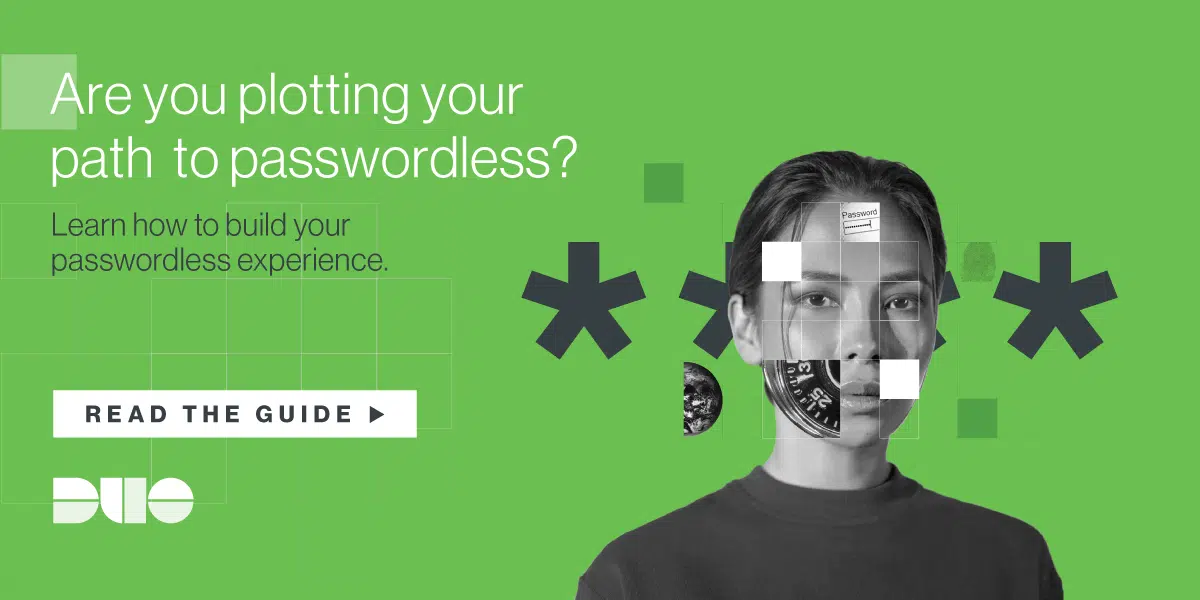 Are you plotting your
path to passwordless?
Learn how to build your
passwordless experience.
READ THE GUIDE
DUO
Password
25